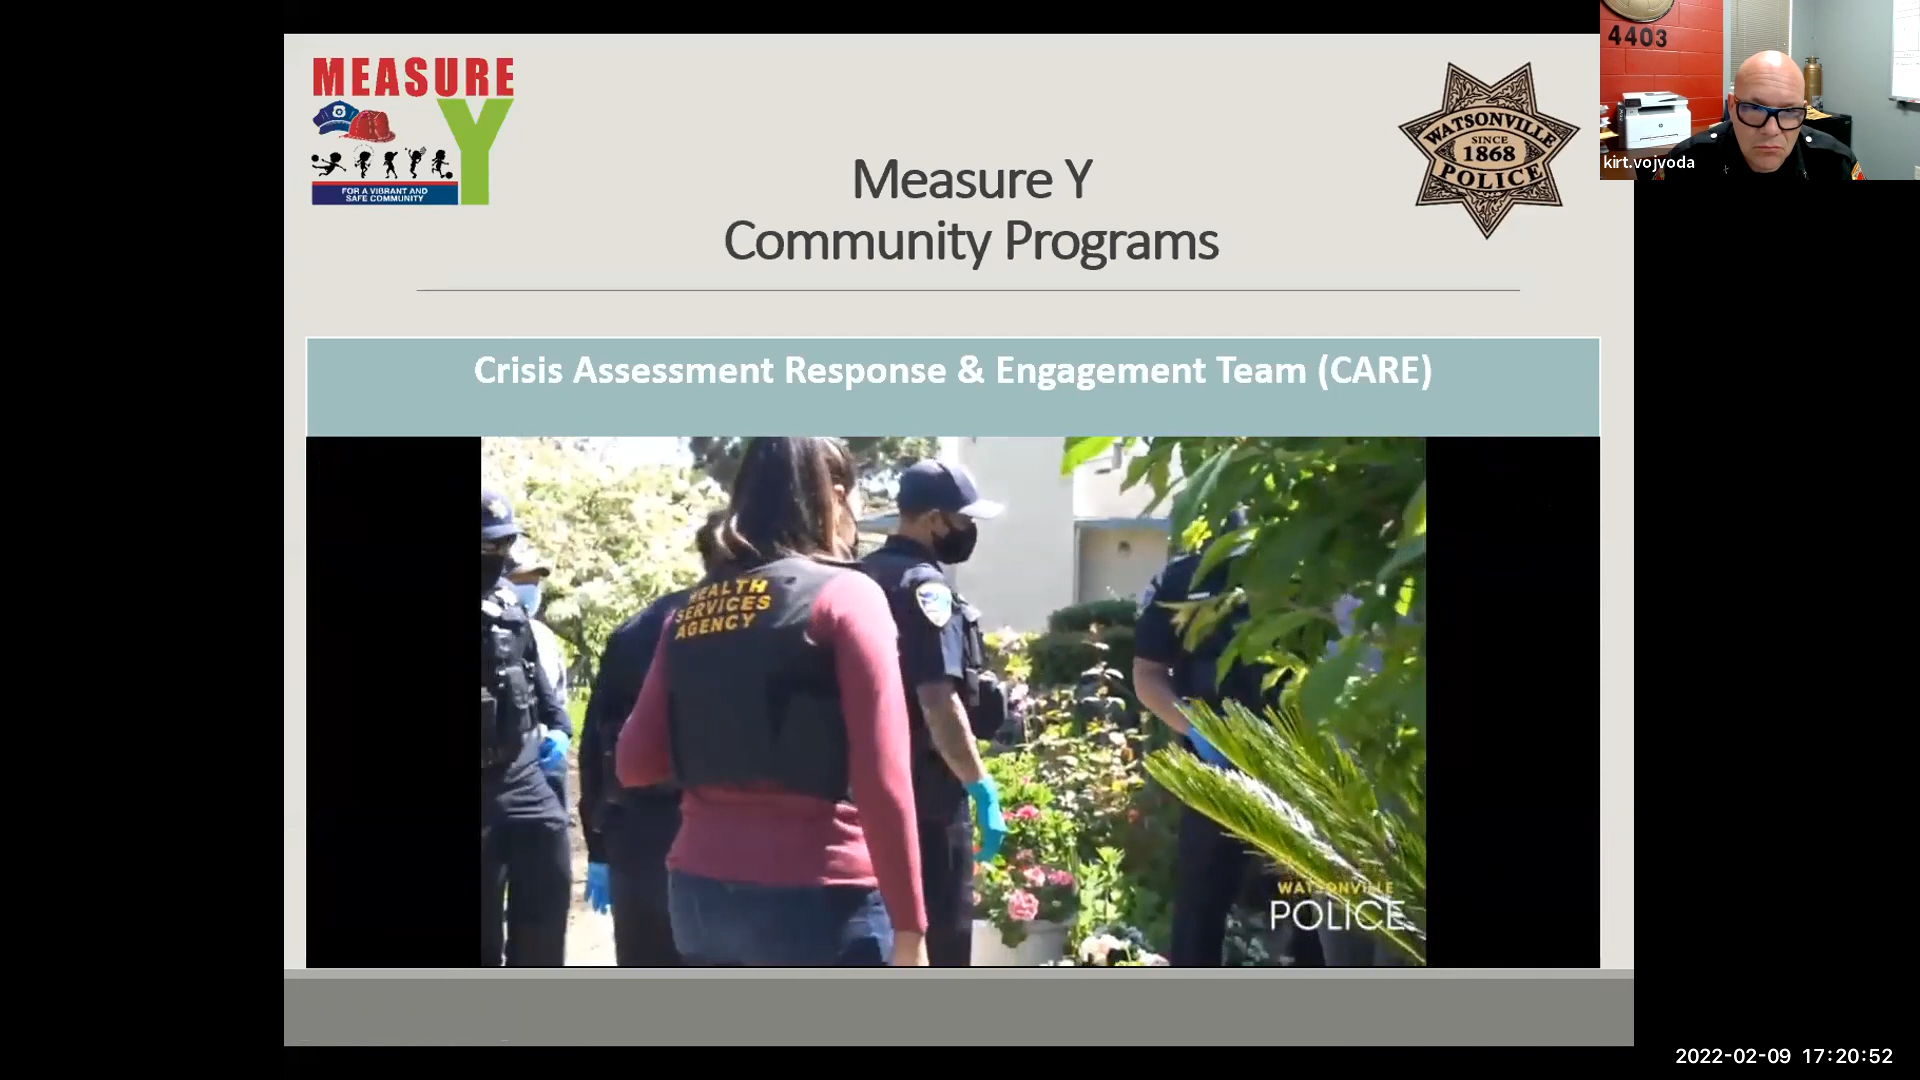 MEASURE
Y
FOR A VIBRANT AND
SAFE COMMUNITY
Measure Y
Community Programs
WATSONVILLE
SINCE
1868
POLICE
4403
kirt.vojvoda
Crisis Assessment Response & Engagement Team (CARE)
HEALTH
SERVICES
AGENCY
WATSONVILLE
POLICE
2022-02-09 17:20:52